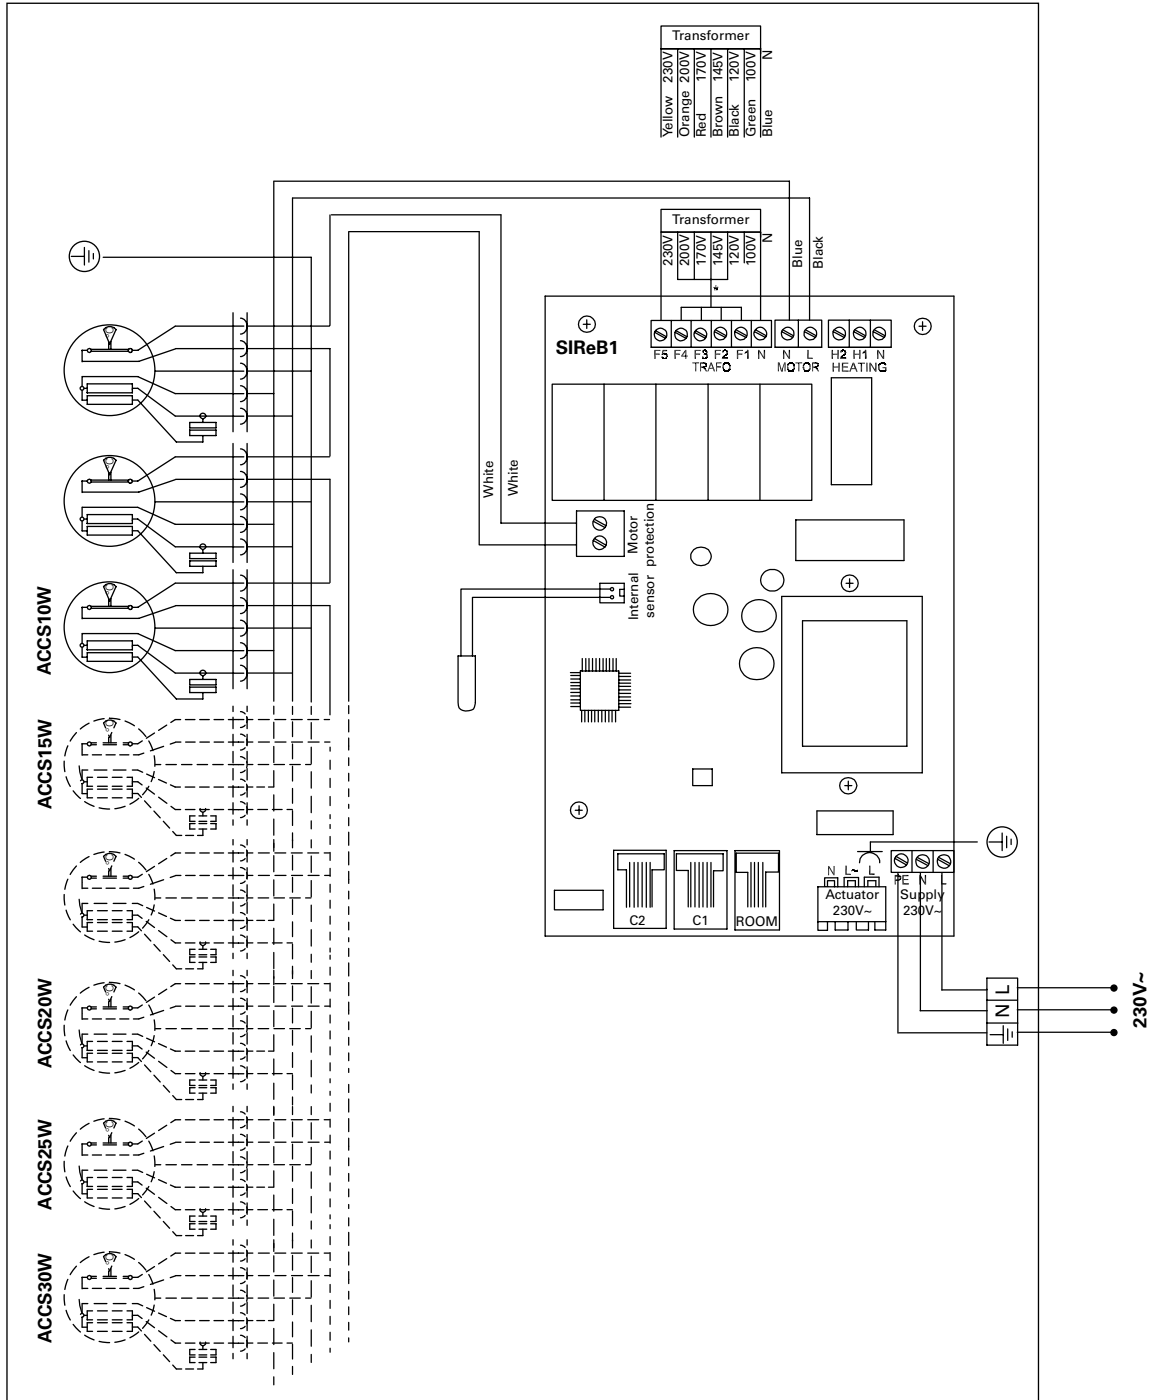 Transformer
Yellow 230V
Orange 200V
Red 170V
Brown 145V
Black 120V
Green 100V
Blue N
Transformer
230V
200V
170V
145V
120V
100V
N
*
Blue
Black
SIReB1
F5 F4 F3 F2 F1 N
TRAFO
N L
MOTOR
H2 H1 N
HEATING
White
White
Motor
protection
Internal
sensor
ACCS10W
ACCS15W
ACCS20W
ACCS25W
ACCS30W
C2
C1
ROOM
N L~ L
Actuator
230V~
PE N L
Supply
230V~
L
N
230V~